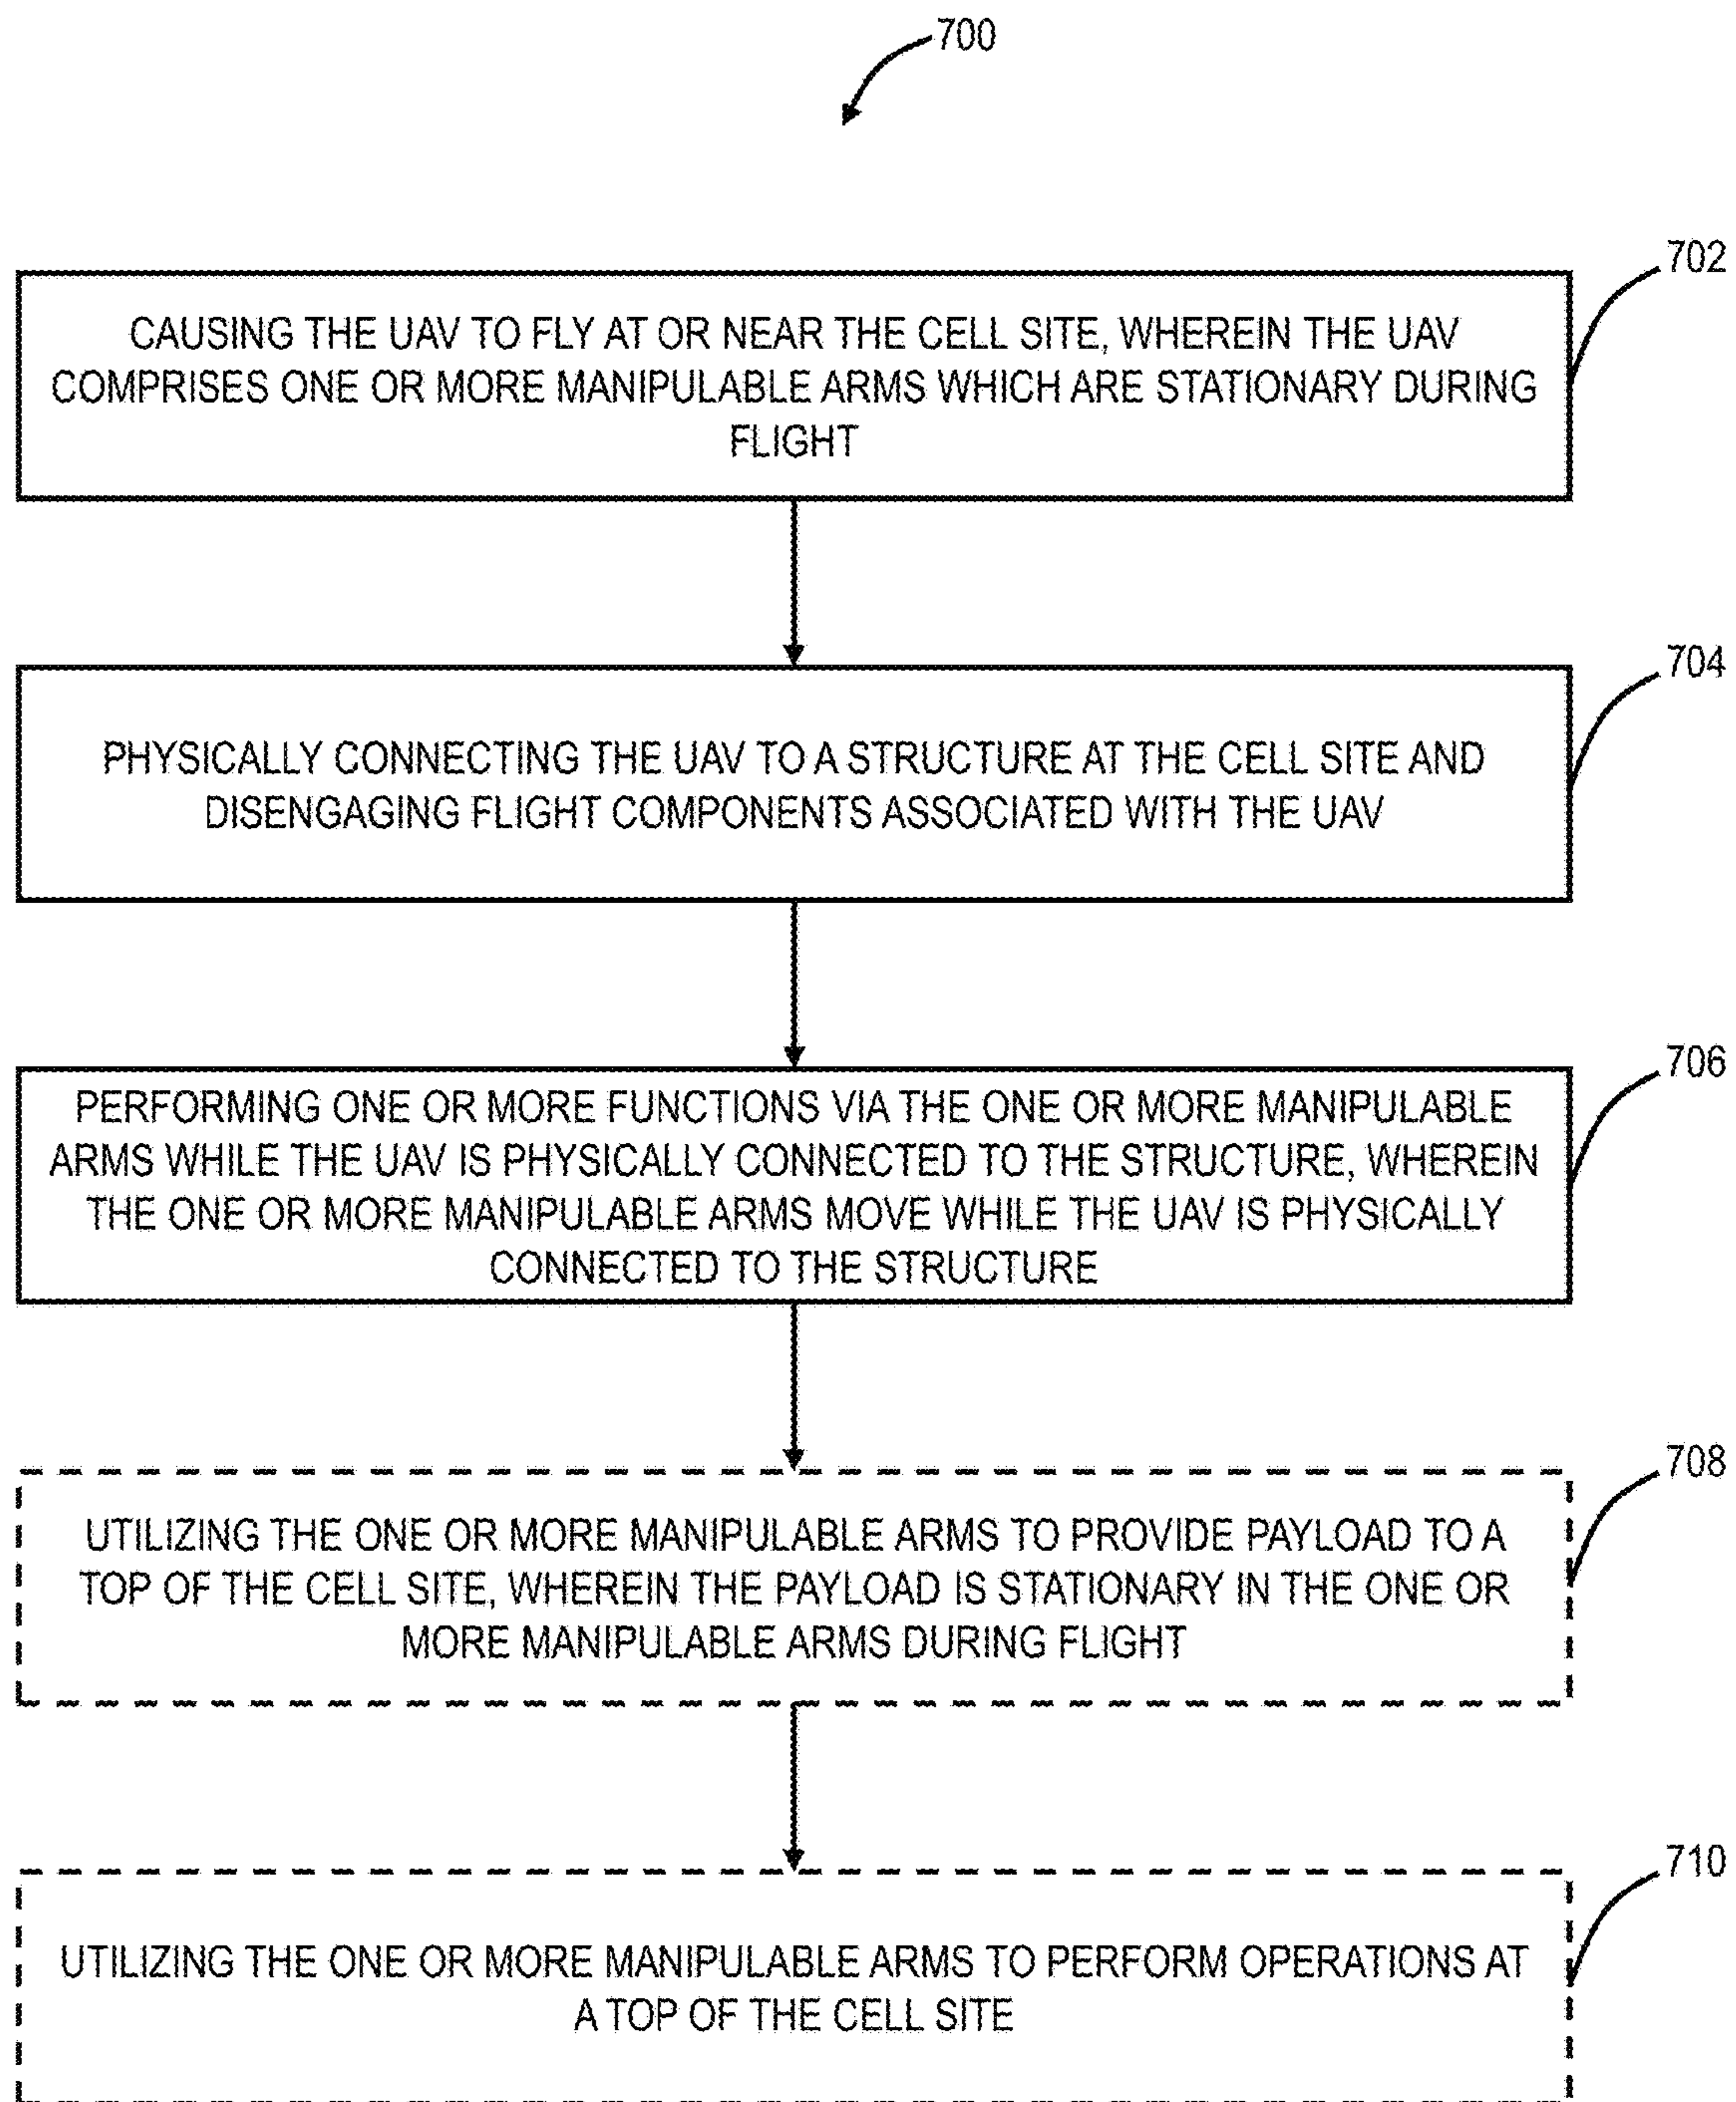 700
702
CAUSING THE UAV TO FLY AT OR NEAR THE CELL SITE, WHEREIN THE UAV
COMPRISES ONE OR MORE MANIPULABLE ARMS WHICH ARE STATIONARY DURING
FLIGHT
704
PHYSICALLY CONNECTING THE UAV TO A STRUCTURE AT THE CELL SITE AND
DISENGAGING FLIGHT COMPONENTS ASSOCIATED WITH THE UAV
706
PERFORMING ONE OR MORE FUNCTIONS VIA THE ONE OR MORE MANIPULABLE
ARMS WHILE THE UAV IS PHYSICALLY CONNECTED TO THE STRUCTURE, WHEREIN
THE ONE OR MORE MANIPULABLE ARMS MOVE WHILE THE UAV IS PHYSICALLY
CONNECTED TO THE STRUCTURE
708
UTILIZING THE ONE OR MORE MANIPULABLE ARMS TO PROVIDE PAYLOAD TO A
TOP OF THE CELL SITE, WHEREIN THE PAYLOAD IS STATIONARY IN THE ONE OR
MORE MANIPULABLE ARMS DURING FLIGHT
710
UTILIZING THE ONE OR MORE MANIPULABLE ARMS TO PERFORM OPERATIONS AT
A TOP OF THE CELL SITE